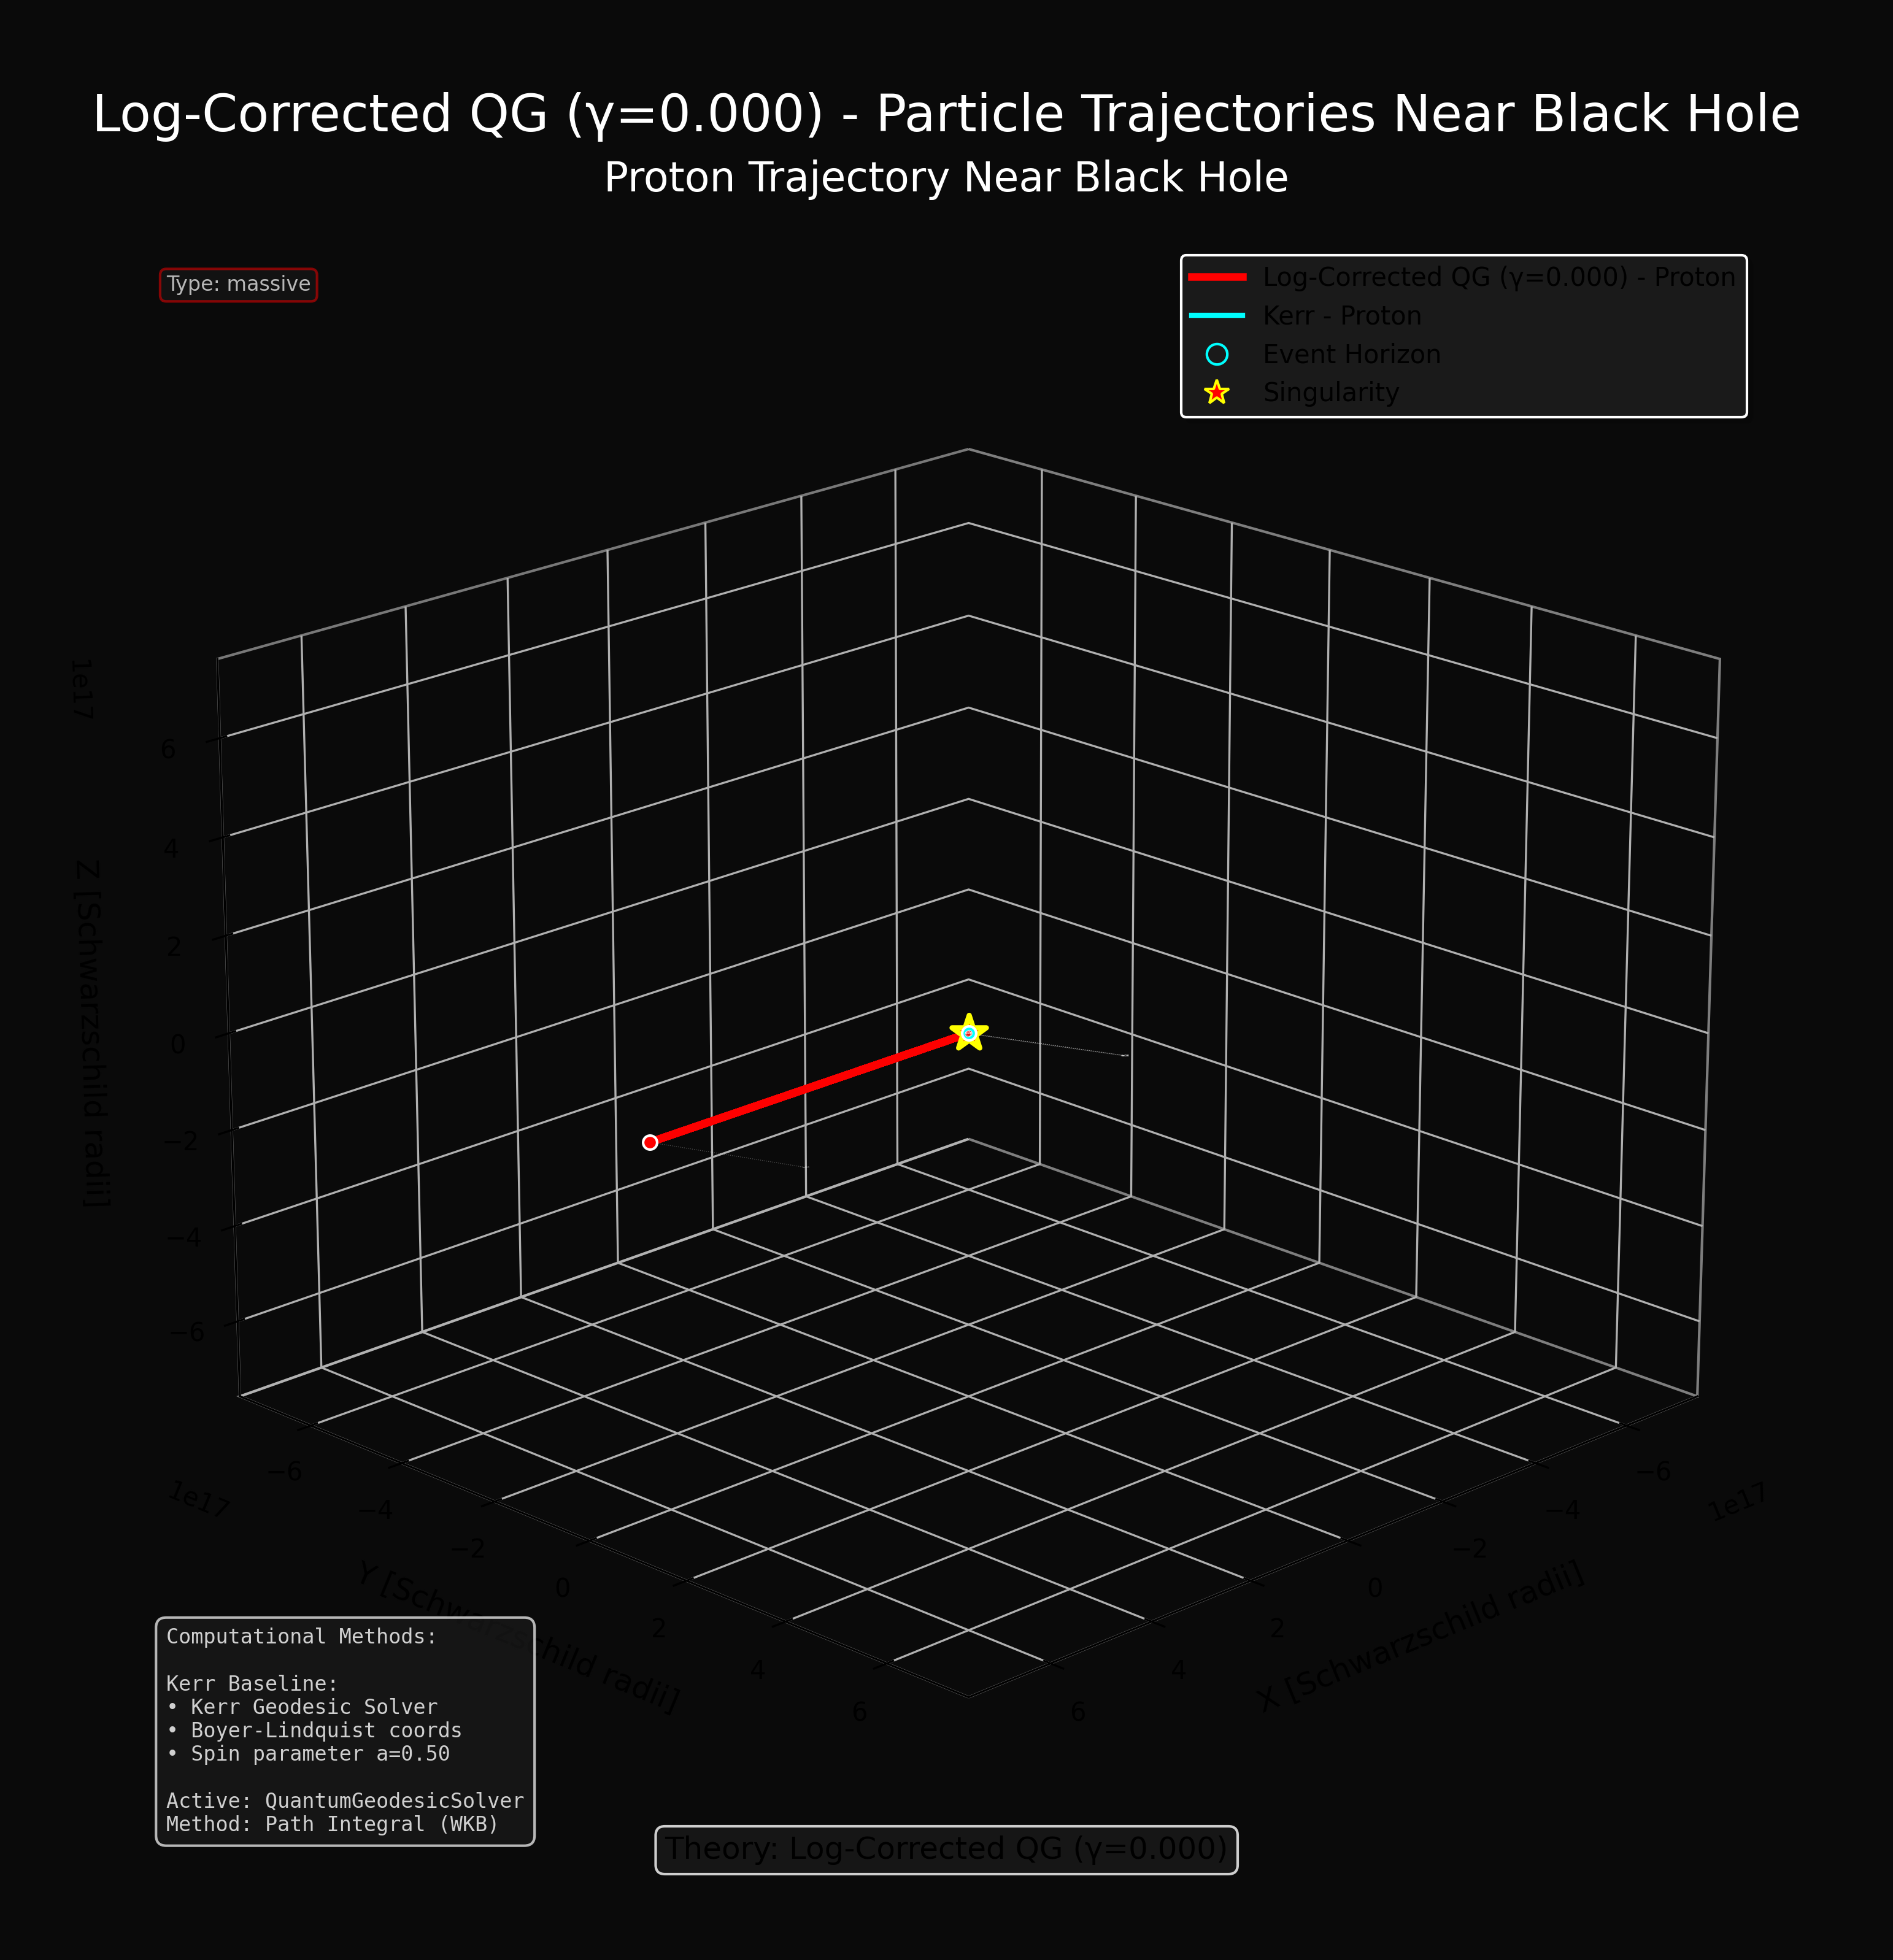 Log-Corrected QG (γ=0.000) - Particle Trajectories Near Black Hole
Proton Trajectory Near Black Hole
Type: massive
Log-Corrected QG (γ=0.000) - Proton
Kerr - Proton
Event Horizon
Singularity
1e17
6
4
2
0
−2
−4
−6
Z [Schwarzschild radii]
1e17
−6
−4
−2
0
2
4
6
Y [Schwarzschild radii]
6
4
2
0
−2
−4
−6
1e17
X [Schwarzschild radii]
Computational Methods:
Kerr Baseline:
• Kerr Geodesic Solver
• Boyer-Lindquist coords
• Spin parameter a=0.50
Active: QuantumGeodesicSolver
Method: Path Integral (WKB)
Theory: Log-Corrected QG (γ=0.000)